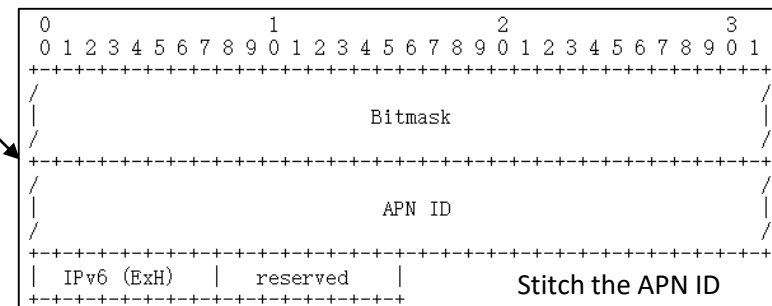 0                   1                   2                   3
0 1 2 3 4 5 6 7 8 9 0 1 2 3 4 5 6 7 8 9 0 1 2 3 4 5 6 7 8 9 0 1
+-+-+-+-+-+-+-+-+-+-+-+-+-+-+-+-+-+-+-+-+-+-+-+-+-+-+-+-+-+-+-+-+
/                                                               /
|                            Bitmask                            |
/                                                               /
+-+-+-+-+-+-+-+-+-+-+-+-+-+-+-+-+-+-+-+-+-+-+-+-+-+-+-+-+-+-+-+-+
/                                                               /
|                             APN ID                            |
/                                                               /
+-+-+-+-+-+-+-+-+-+-+-+-+-+-+-+-+-+-+-+-+-+-+-+-+-+-+-+-+-+-+-+-+
|  IPv6 (ExH)   |   reserved    | Stitch the APN ID
+-+-+-+-+-+-+-+-+-+-+-+-+-+-+-+-+